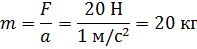 m = F/a = 20 Н / 1 м/с² = 20 кг